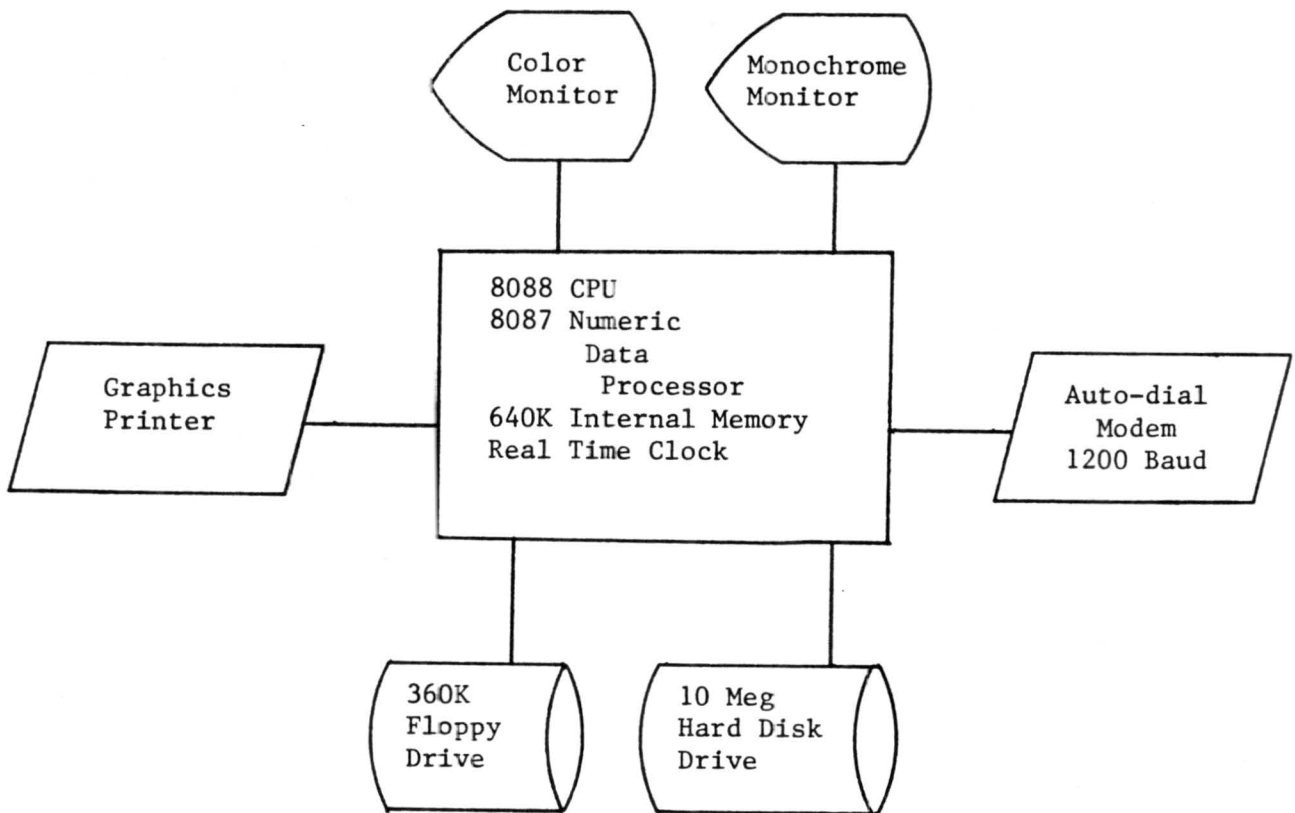 Color
Monitor
Monochrome
Monitor
8088 CPU
8087 Numeric
Data
Processor
640K Internal Memory
Real Time Clock
Graphics
Printer
Auto-dial
Modem
1200 Baud
360K
Floppy
Drive
10 Meg
Hard Disk
Drive